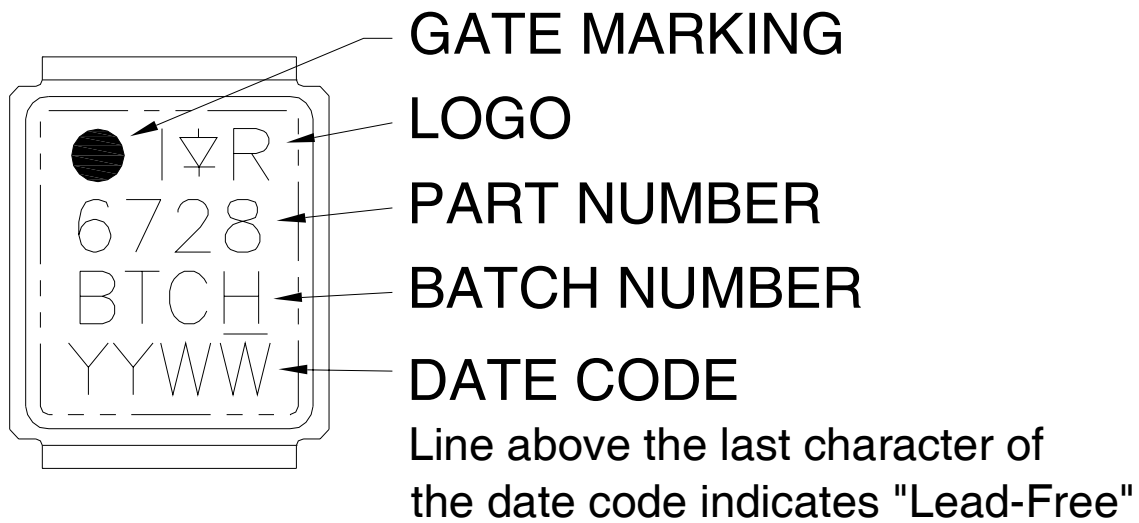 GATE MARKING
I R
LOGO
6728
PART NUMBER
BTCH
BATCH NUMBER
YYWW
DATE CODE
Line above the last character of
the date code indicates "Lead-Free"